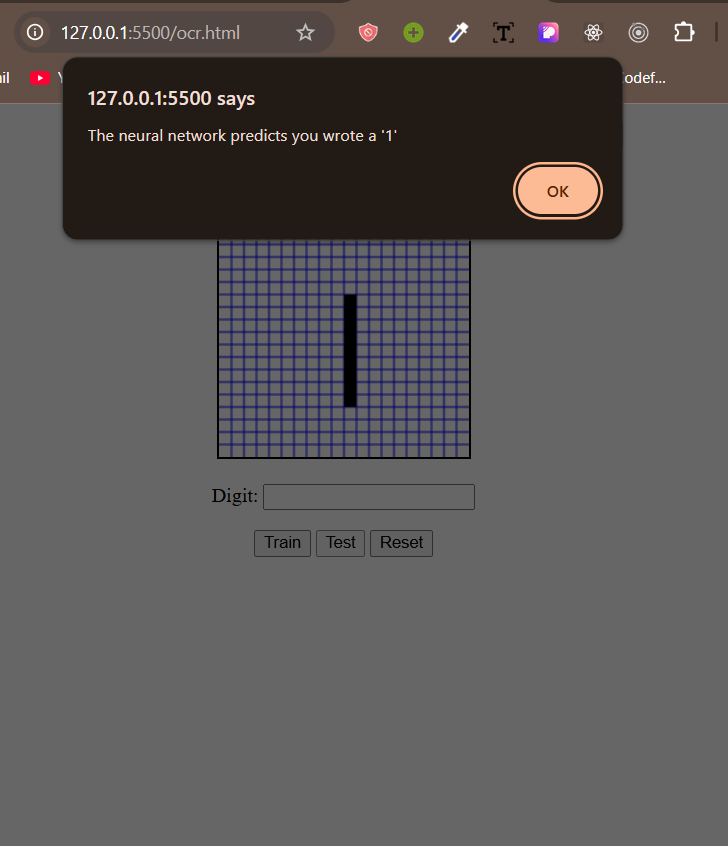 127.0.0.1:5500/ocr.html
il
odef...
127.0.0.1:5500 says
The neural network predicts you wrote a '1'
OK
Digit:
Train Test Reset